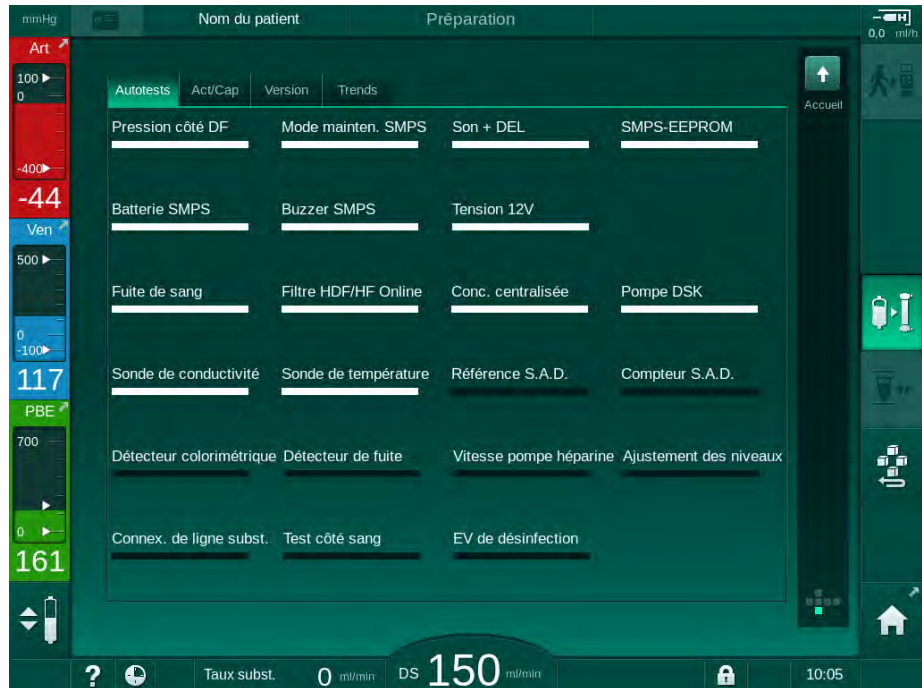 mmHg Nom du patient Préparation
0,0 ml/h
Art
100
0
-400
-44
Ven
500
0
-100
117
PBE
700
0
161
Autotests Act/Cap Version Trends
Accueil
Pression côté DF Mode mainten. SMPS Son + DEL SMPS-EEPROM
Batterie SMPS Buzzer SMPS Tension 12V
Fuite de sang Filtre HDF/HF Online Conc. centralisée Pompe DSK
Sonde de conductivité Sonde de température Référence S.A.D. Compteur S.A.D.
Détecteur colorimétrique Détecteur de fuite Vitesse pompe héparine Ajustement des niveaux
Connex. de ligne subst. Test côté sang EV de désinfection
? Taux subst. 0 ml/min DS 150 ml/min 10:05